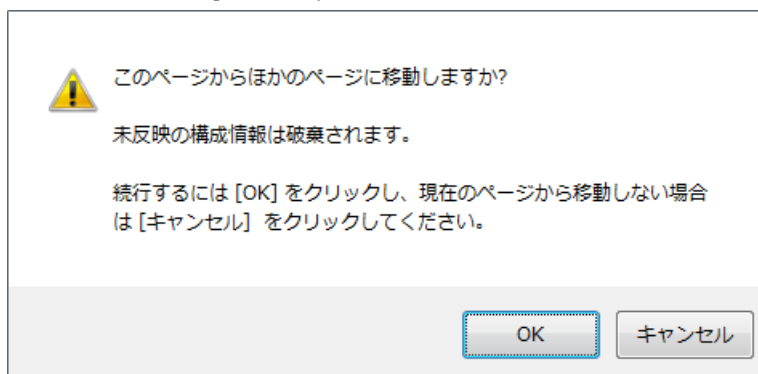 このページからほかのページに移動しますか?
未反映の構成情報は破棄されます。
続行するには [OK] をクリックし、現在のページから移動しない場合
は [キャンセル] をクリックしてください。
OK
キャンセル